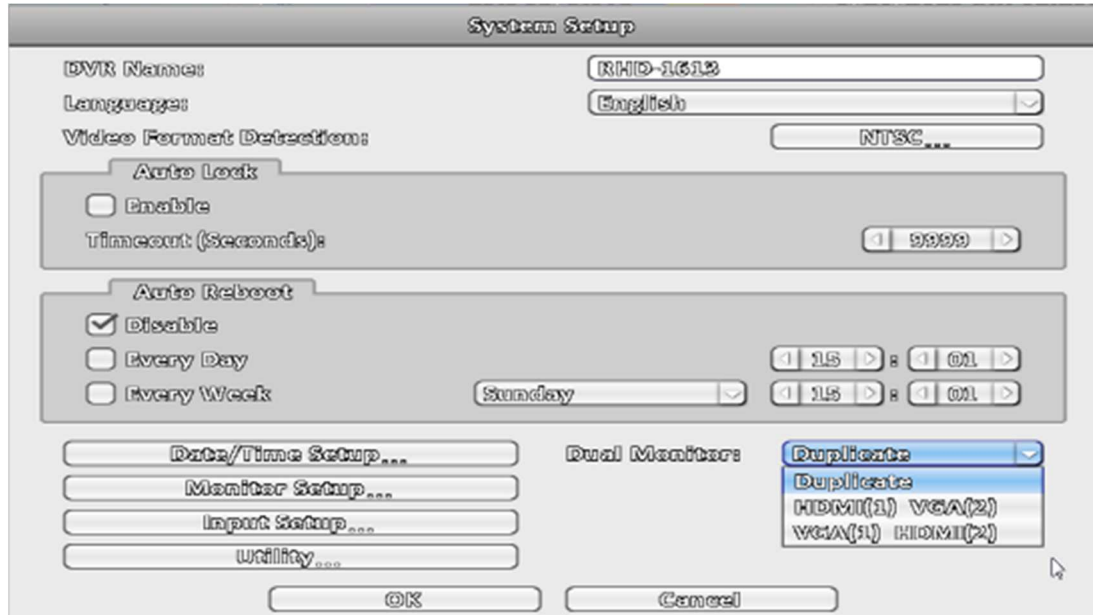 System Setup
DVR Name: RHD-1613
Language: English
Video Format Detection: NTSC...
Auto Lock
Enable
Timeout (Seconds): 9999
Auto Reboot
Disable
Every Day 15 : 01
Every Week Sunday 15 : 01
Date/Time Setup... Dual Monitor: Duplicate
Monitor Setup... Duplicate
Input Setup... HDMI(1) VGA(2)
Utility... VGA(1) HDMI(2)
OK Cancel